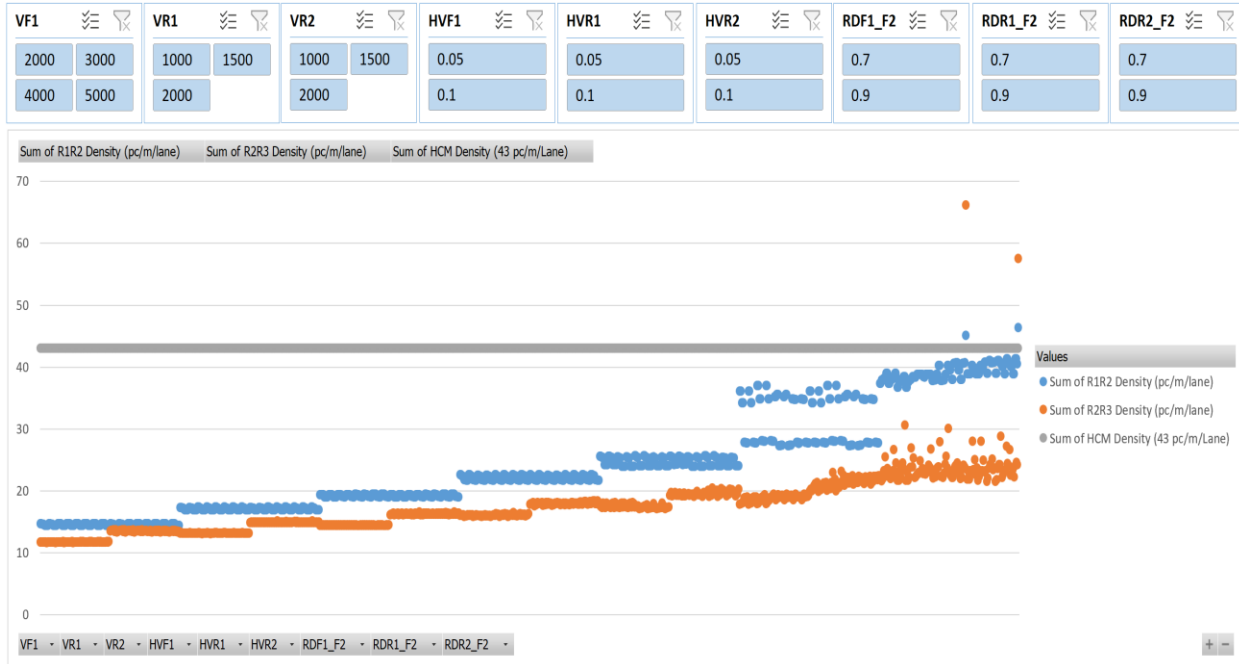 VF1 VR1 VR2 HVF1 HVR1 HVR2 RDF1_F2 RDR1_F2 RDR2_F2
2000 3000 1000 1500 1000 1500 0.05 0.05 0.05 0.7 0.7 0.7
4000 5000 2000 2000 0.1 0.1 0.1 0.9 0.9 0.9
Sum of R1R2 Density (pc/m/lane) Sum of R2R3 Density (pc/m/lane) Sum of HCM Density (43 pc/m/Lane)
70
60
50
40
30
20
10
0
Values
Sum of R1R2 Density (pc/m/lane)
Sum of R2R3 Density (pc/m/lane)
Sum of HCM Density (43 pc/m/Lane)
VF1 VR1 VR2 HVF1 HVR1 HVR2 RDF1_F2 RDR1_F2 RDR2_F2
+ −